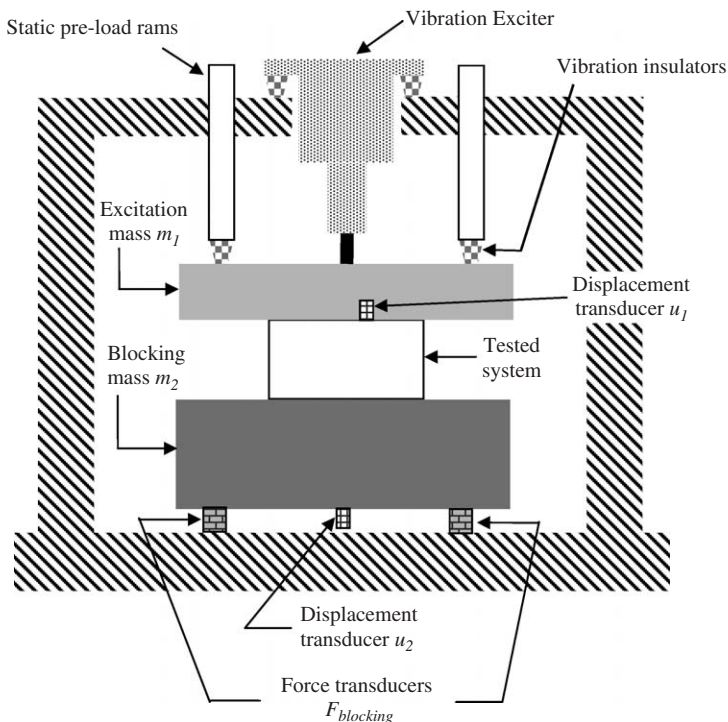 Static pre-load rams
Vibration Exciter
Vibration insulators
Excitation
mass m1
Displacement
transducer u1
Blocking
mass m2
Tested
system
Displacement
transducer u2
Force transducers
Fblocking